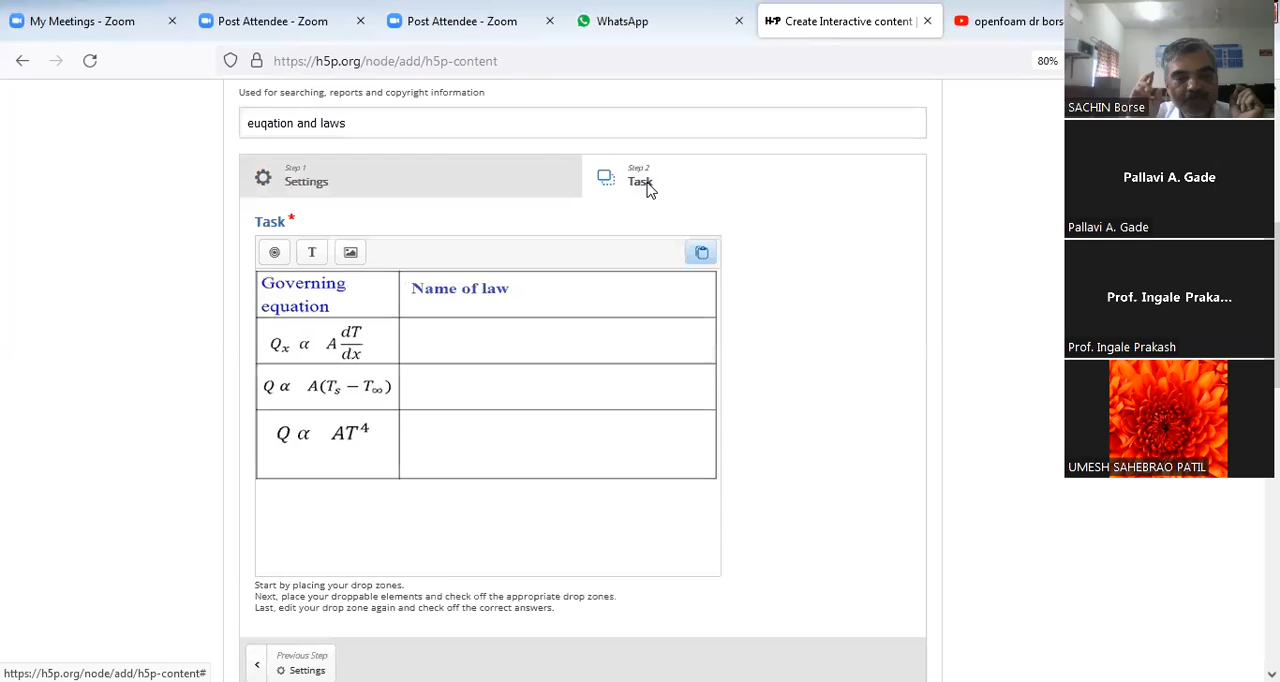 My Meetings - Zoom
Post Attendee - Zoom
Post Attendee - Zoom
WhatsApp
H-P Create Interactive content |
openfoam dr bors
https://h5p.org/node/add/h5p-content
80%
Used for searching, reports and copyright information
euqation and laws
Step 1
Settings
Step 2
Task
Task *
T
Governing equation
Name of law
Qₓ α A dT/dx
Q α A(Tₛ − T∞)
Q α AT⁴
Start by placing your drop zones.
Next, place your droppable elements and check off the appropriate drop zones.
Last, edit your drop zone again and check off the correct answers.
Previous Step
Settings
https://h5p.org/node/add/h5p-content#
SACHIN Borse
Pallavi A. Gade
Pallavi A. Gade
Prof. Ingale Praka...
Prof. Ingale Prakash
UMESH SAHEBRAO PATIL